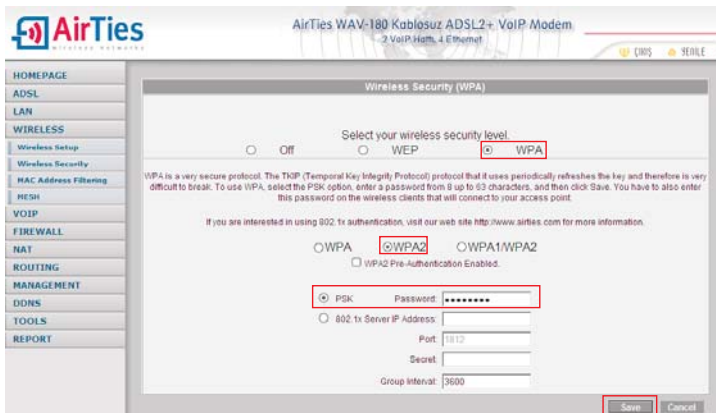 AirTies
wireless networks
AirTies WAV-180 Kablosuz ADSL2+ VoIP Modem
2 VoIP Hattı, 4 Ethernet
ÇIKIŞ YENİLE
HOMEPAGE
ADSL
LAN
WIRELESS
Wireless Setup
Wireless Security
MAC Address Filtering
MESH
VOIP
FIREWALL
NAT
ROUTING
MANAGEMENT
DDNS
TOOLS
REPORT
Wireless Security (WPA)
Select your wireless security level.
Off WEP WPA
WPA is a very secure protocol. The TKIP (Temporal Key Integrity Protocol) protocol that it uses periodically refreshes the key and therefore is very
difficult to break. To use WPA, select the PSK option, enter a password from 8 up to 63 characters, and then click Save. You have to also enter
this password on the wireless clients that will connect to your access point.
If you are interested in using 802.1x authentication, visit our web site http://www.airties.com for more information.
WPA WPA2 WPA1/WPA2
WPA2 Pre-Authentication Enabled.
PSK Password: ••••••••
802.1x Server IP Address:
Port: 1812
Secret:
Group Interval: 3600
Save Cancel